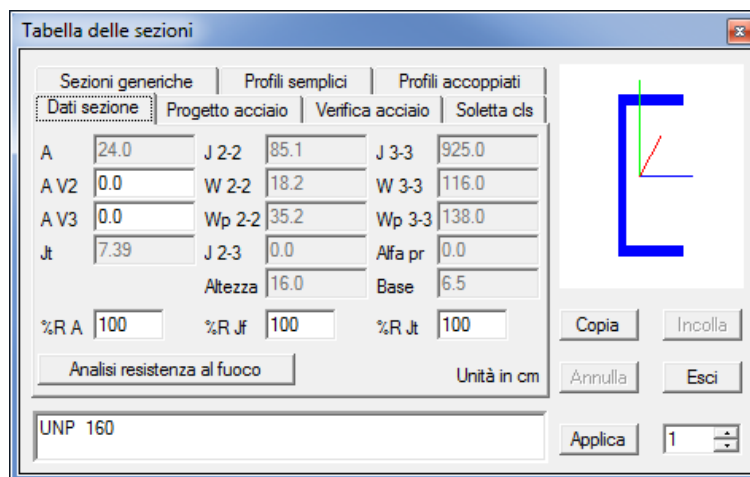 Tabella delle sezioni
Sezioni generiche Profili semplici Profili accoppiati
Dati sezione Progetto acciaio Verifica acciaio Soletta cls
A 24.0 J 2-2 85.1 J 3-3 925.0
A V2 0.0 W 2-2 18.2 W 3-3 116.0
A V3 0.0 Wp 2-2 35.2 Wp 3-3 138.0
Jt 7.39 J 2-3 0.0 Alfa pr 0.0
Altezza 16.0 Base 6.5
%R A 100 %R Jf 100 %R Jt 100
Analisi resistenza al fuoco Unità in cm
UNP 160
Copia Incolla
Annulla Esci
Applica 1